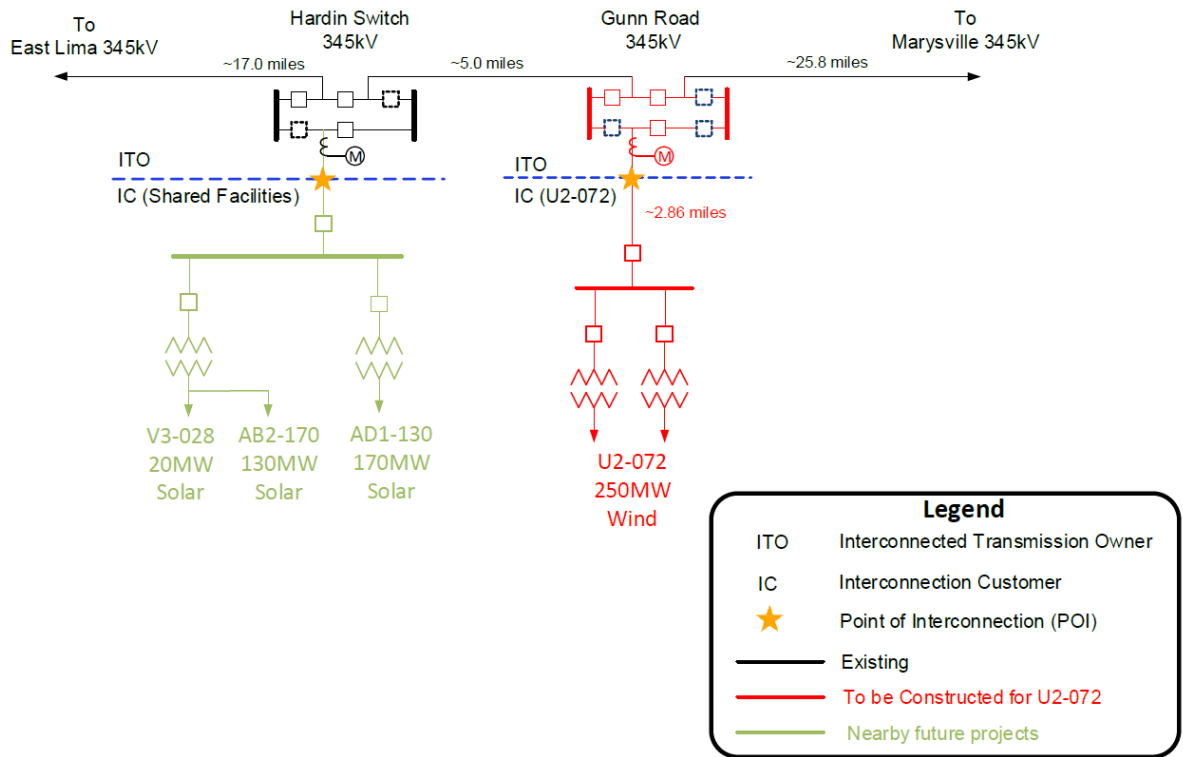 To
East Lima 345kV
Hardin Switch
345kV
Gunn Road
345kV
To
Marysville 345kV
~17.0 miles
~5.0 miles
~25.8 miles
M
M
ITO
IC (Shared Facilities)
ITO
IC (U2-072)
~2.86 miles
V3-028
20MW
Solar
AB2-170
130MW
Solar
AD1-130
170MW
Solar
U2-072
250MW
Wind
Legend
ITO Interconnected Transmission Owner
IC Interconnection Customer
Point of Interconnection (POI)
Existing
To be Constructed for U2-072
Nearby future projects